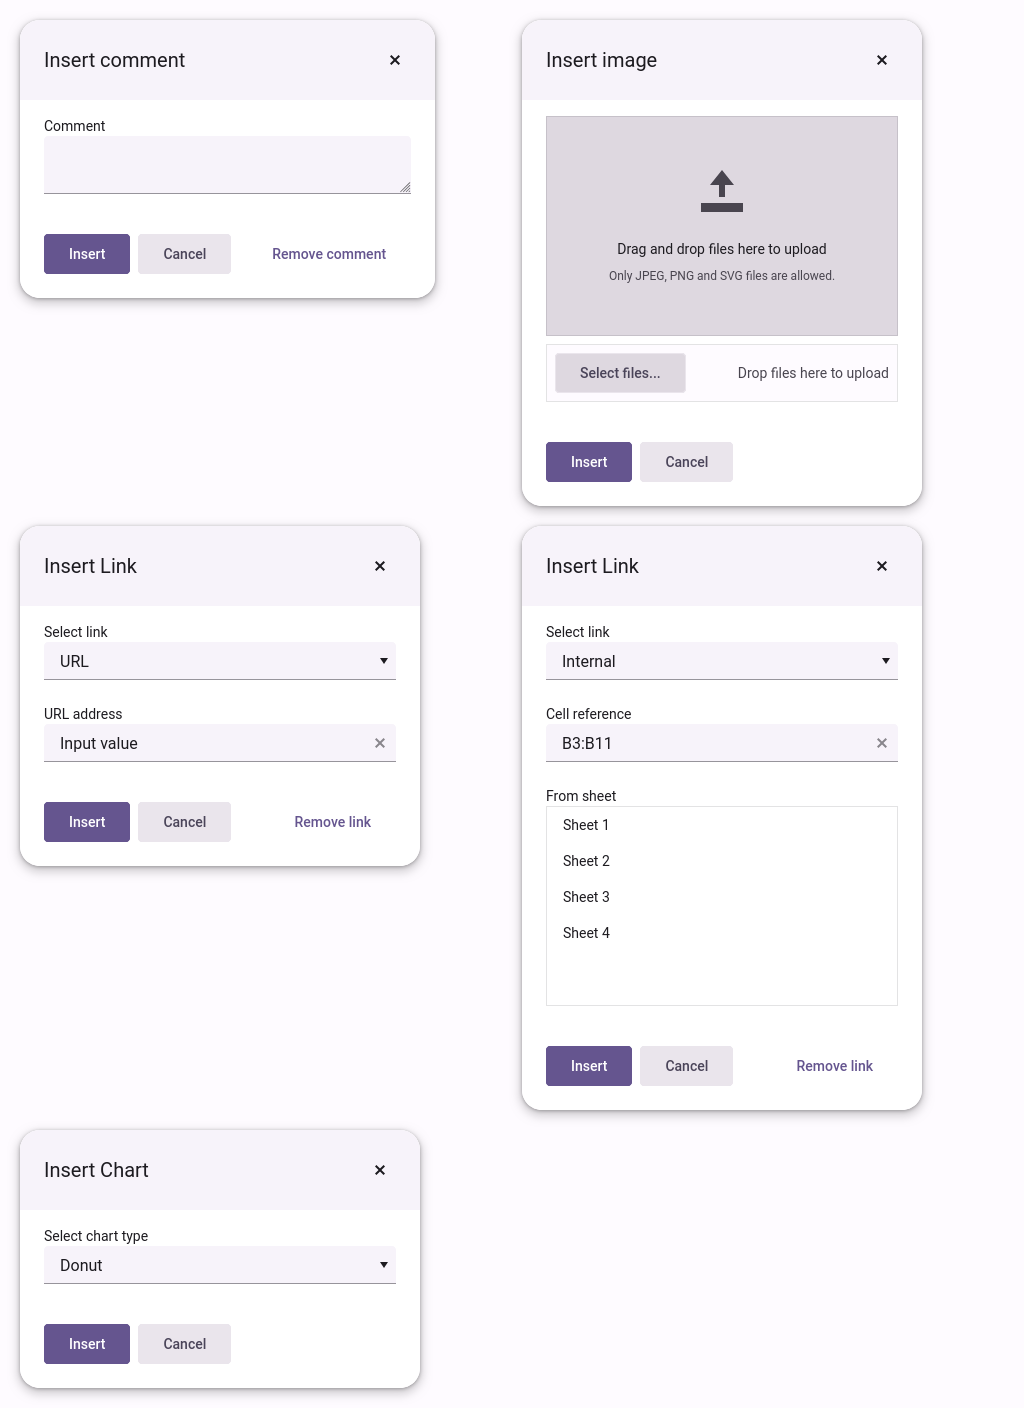 Insert comment
Comment
Insert
Cancel
Remove comment
Insert image
Drag and drop files here to upload
Only JPEG, PNG and SVG files are allowed.
Select files...
Drop files here to upload
Insert
Cancel
Insert Link
Select link
URL
URL address
Input value
Insert
Cancel
Remove link
Insert Link
Select link
Internal
Cell reference
B3:B11
From sheet
Sheet 1
Sheet 2
Sheet 3
Sheet 4
Insert
Cancel
Remove link
Insert Chart
Select chart type
Donut
Insert
Cancel